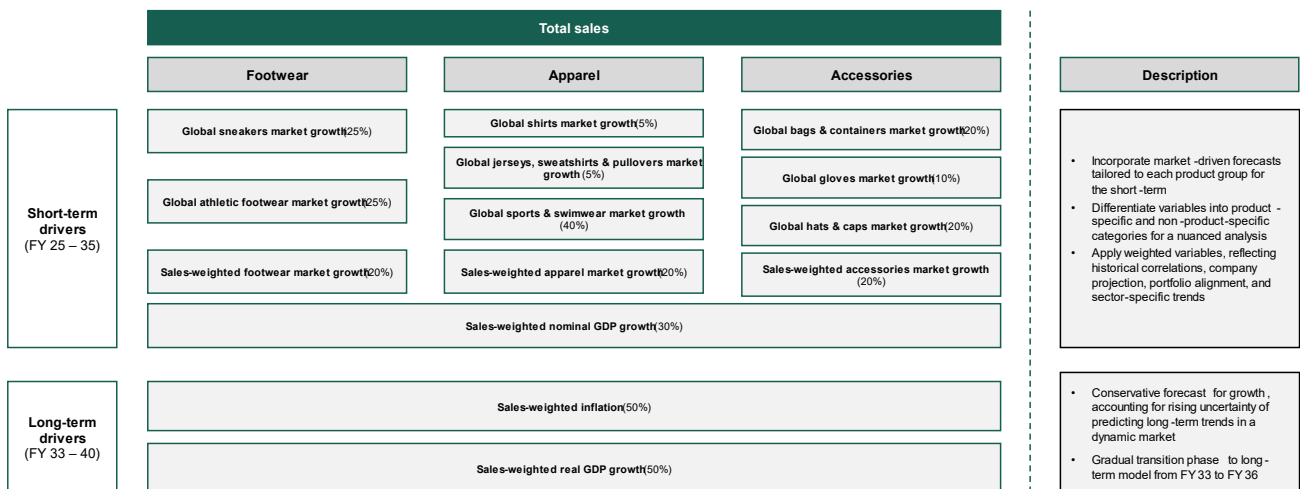 Total sales
Footwear
Apparel
Accessories
Description
Short-term
drivers
(FY 25 – 35)
Global sneakers market growth(25%)
Global athletic footwear market growth(25%)
Sales-weighted footwear market growth(20%)
Global shirts market growth(5%)
Global jerseys, sweatshirts & pullovers market
growth (5%)
Global sports & swimwear market growth
(40%)
Sales-weighted apparel market growth(20%)
Global bags & containers market growth(20%)
Global gloves market growth(10%)
Global hats & caps market growth(20%)
Sales-weighted accessories market growth
(20%)
Sales-weighted nominal GDP growth(30%)
• Incorporate market -driven forecasts
tailored to each product group for
the short -term
• Differentiate variables into product -
specific and non -product-specific
categories for a nuanced analysis
• Apply weighted variables, reflecting
historical correlations, company
projection, portfolio alignment, and
sector-specific trends
Long-term
drivers
(FY 33 – 40)
Sales-weighted inflation(50%)
Sales-weighted real GDP growth(50%)
• Conservative forecast for growth ,
accounting for rising uncertainty of
predicting long -term trends in a
dynamic market
• Gradual transition phase to long -
term model from FY 33 to FY 36